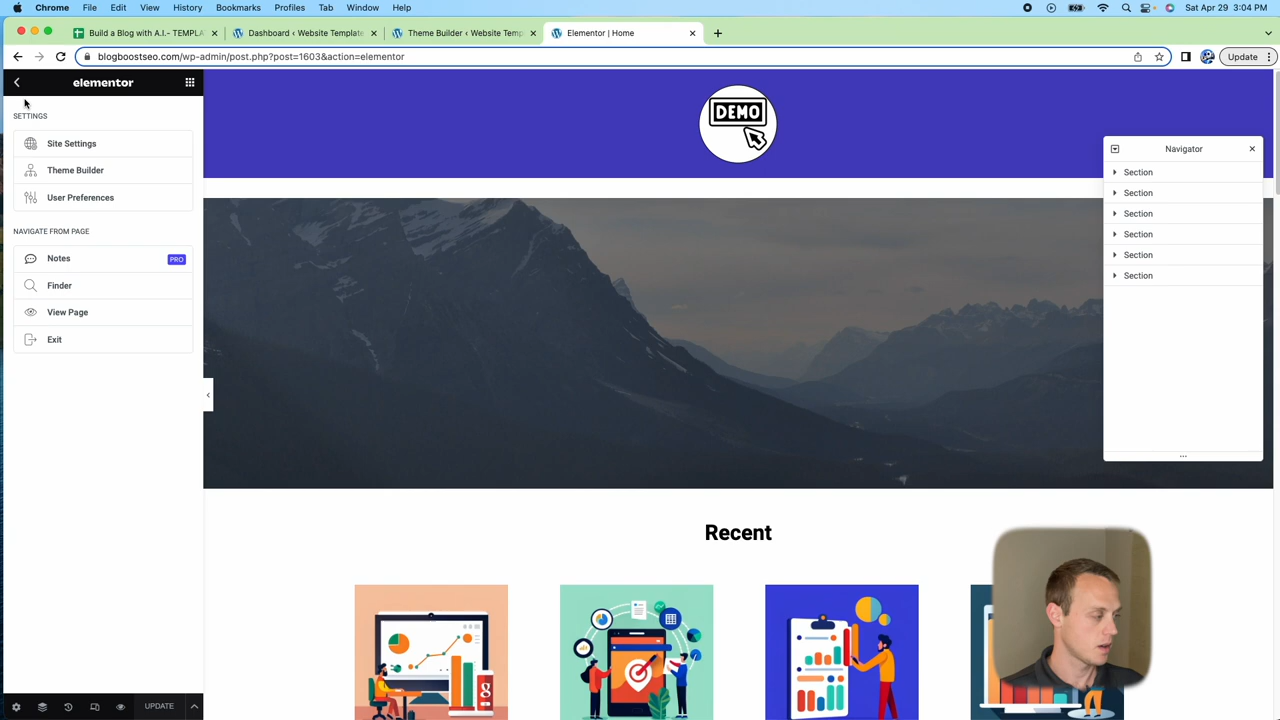 Chrome File Edit View History Bookmarks Profiles Tab Window Help Sat Apr 29 3:04 PM
Build a Blog with A.I.- TEMPLA Dashboard ‹ Website Template Theme Builder ‹ Website Temp Elementor | Home
blogboostseo.com/wp-admin/post.php?post=1603&action=elementor Update
elementor
SETTINGS
Site Settings
Theme Builder
User Preferences
NAVIGATE FROM PAGE
Notes PRO
Finder
View Page
Exit
UPDATE
DEMO
Navigator
Section
Section
Section
Section
Section
Section
Recent
8